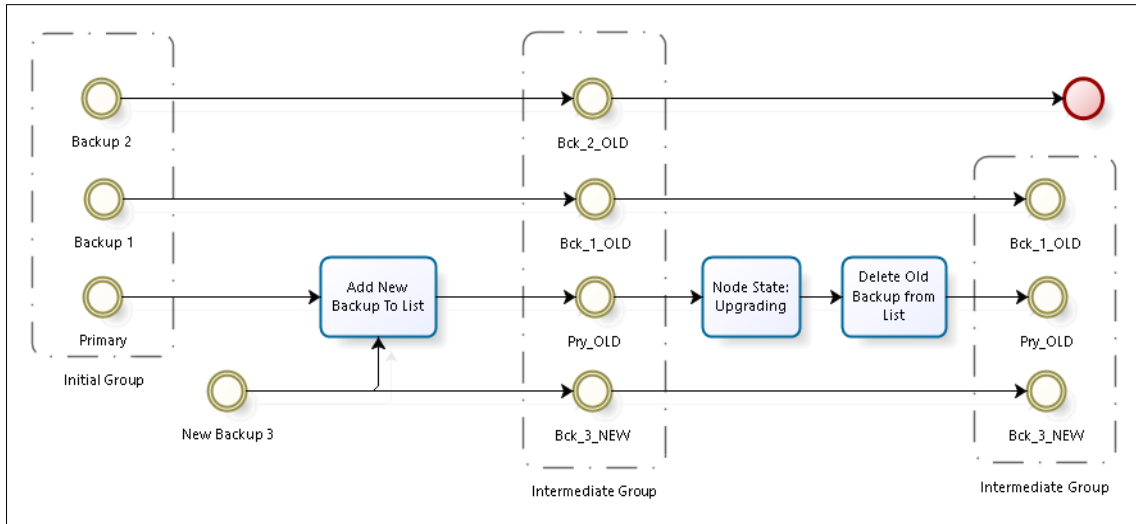 Backup 2
Bck_2_OLD
Backup 1
Bck_1_OLD
Bck_1_OLD
Add New
Backup To List
Node State:
Upgrading
Delete Old
Backup from
List
Primary
Pry_OLD
Pry_OLD
Initial Group
New Backup 3
Bck_3_NEW
Bck_3_NEW
Intermediate Group
Intermediate Group